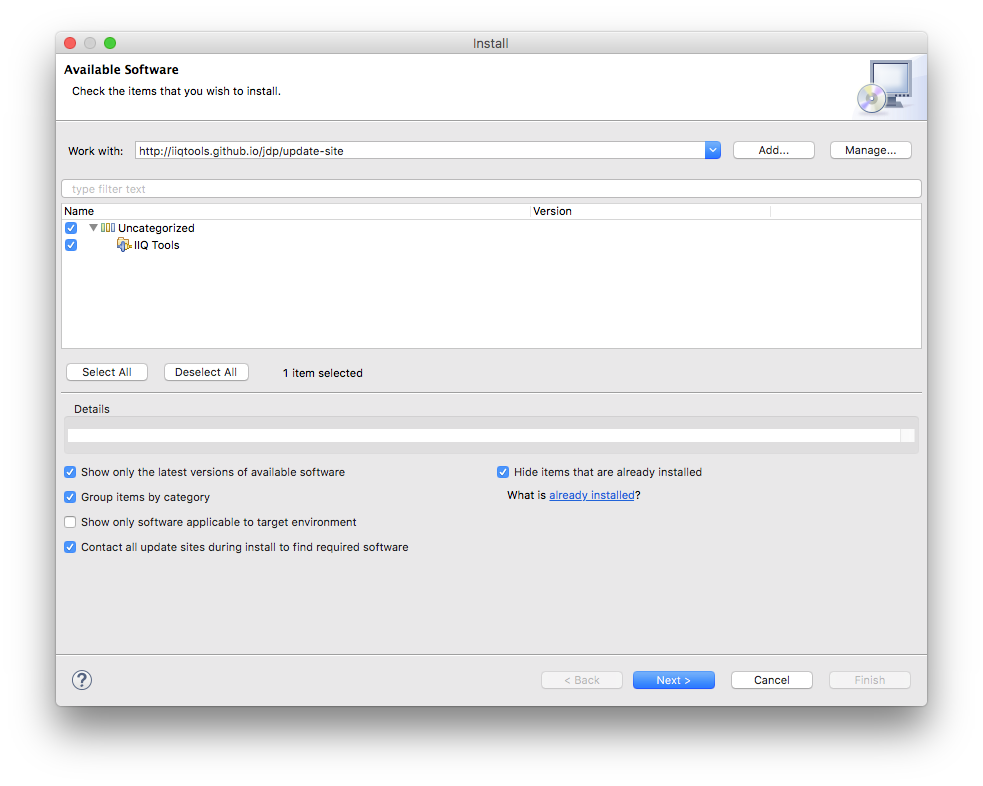 Install
Available Software
Check the items that you wish to install.
Work with: http://iiqtools.github.io/jdp/update-site Add... Manage...
type filter text
Name Version
Uncategorized
IIQ Tools
Select All Deselect All 1 item selected
Details
Show only the latest versions of available software Hide items that are already installed
Group items by category What is already installed?
Show only software applicable to target environment
Contact all update sites during install to find required software
? < Back Next > Cancel Finish